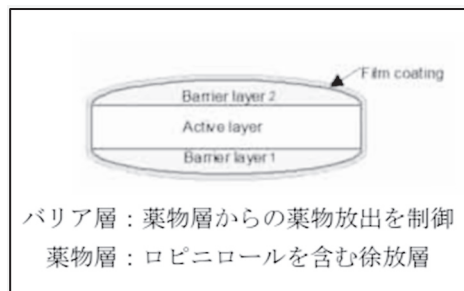 Film coating
Barrier layer 2
Active layer
Barrier layer 1
バリア層：薬物層からの薬物放出を制御
薬物層：ロピニロールを含む徐放層